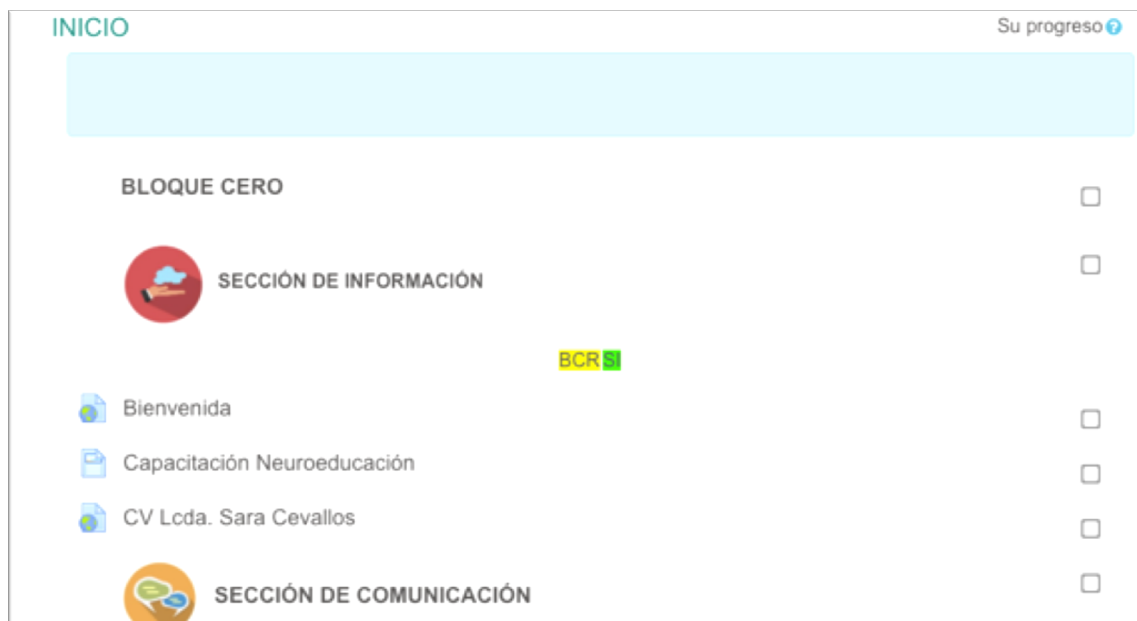 INICIO
Su progreso
BLOQUE CERO
SECCIÓN DE INFORMACIÓN
BCR SI
Bienvenida
Capacitación Neuroeducación
CV Lcda. Sara Cevallos
SECCIÓN DE COMUNICACIÓN